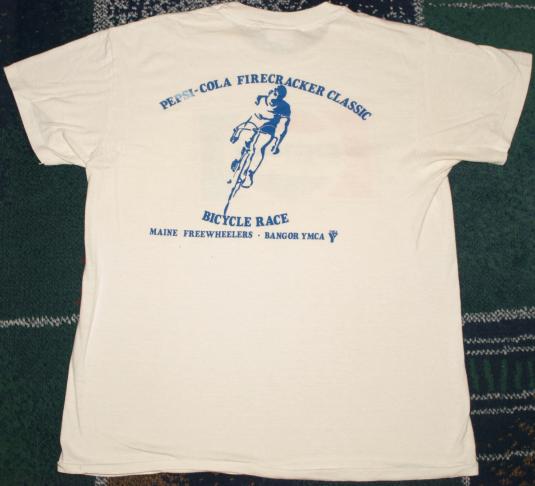 PEPSI-COLA FIRECRACKER CLASSIC
BICYCLE RACE
MAINE FREEWHEELERS · BANGOR YMCA